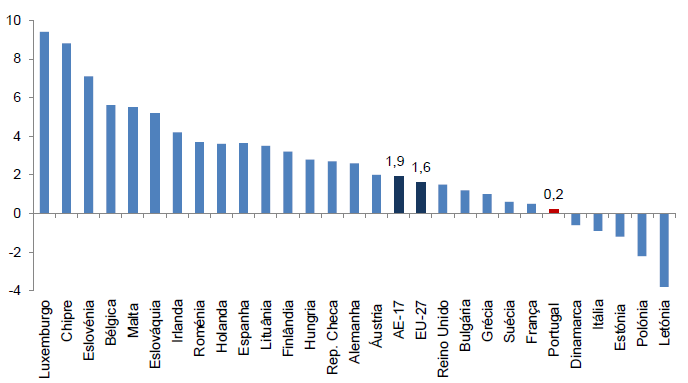 10
8
6
4
2
0
-2
-4
1,9
1,6
0,2
Luxemburgo
Chipre
Eslovénia
Bélgica
Malta
Eslováquia
Irlanda
Roménia
Holanda
Espanha
Lituânia
Finlândia
Hungria
Rep. Checa
Alemanha
Áustria
AE-17
EU-27
Reino Unido
Bulgária
Grécia
Suécia
França
Portugal
Dinamarca
Itália
Estónia
Polónia
Letónia